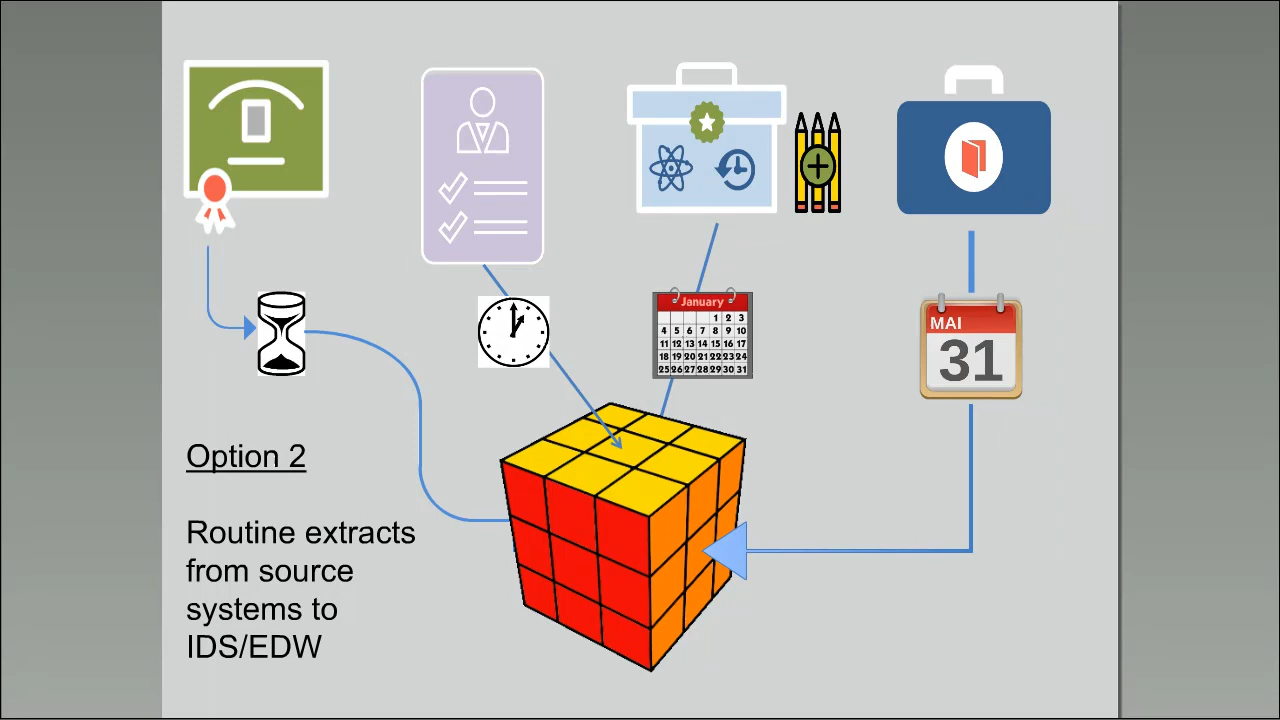 January
1 2 3
4 5 6 7 8 9 10
11 12 13 14 15 16 17
18 19 20 21 22 23 24
25 26 27 28 29 30 31
MAI
31
Option 2
Routine extracts
from source
systems to
IDS/EDW